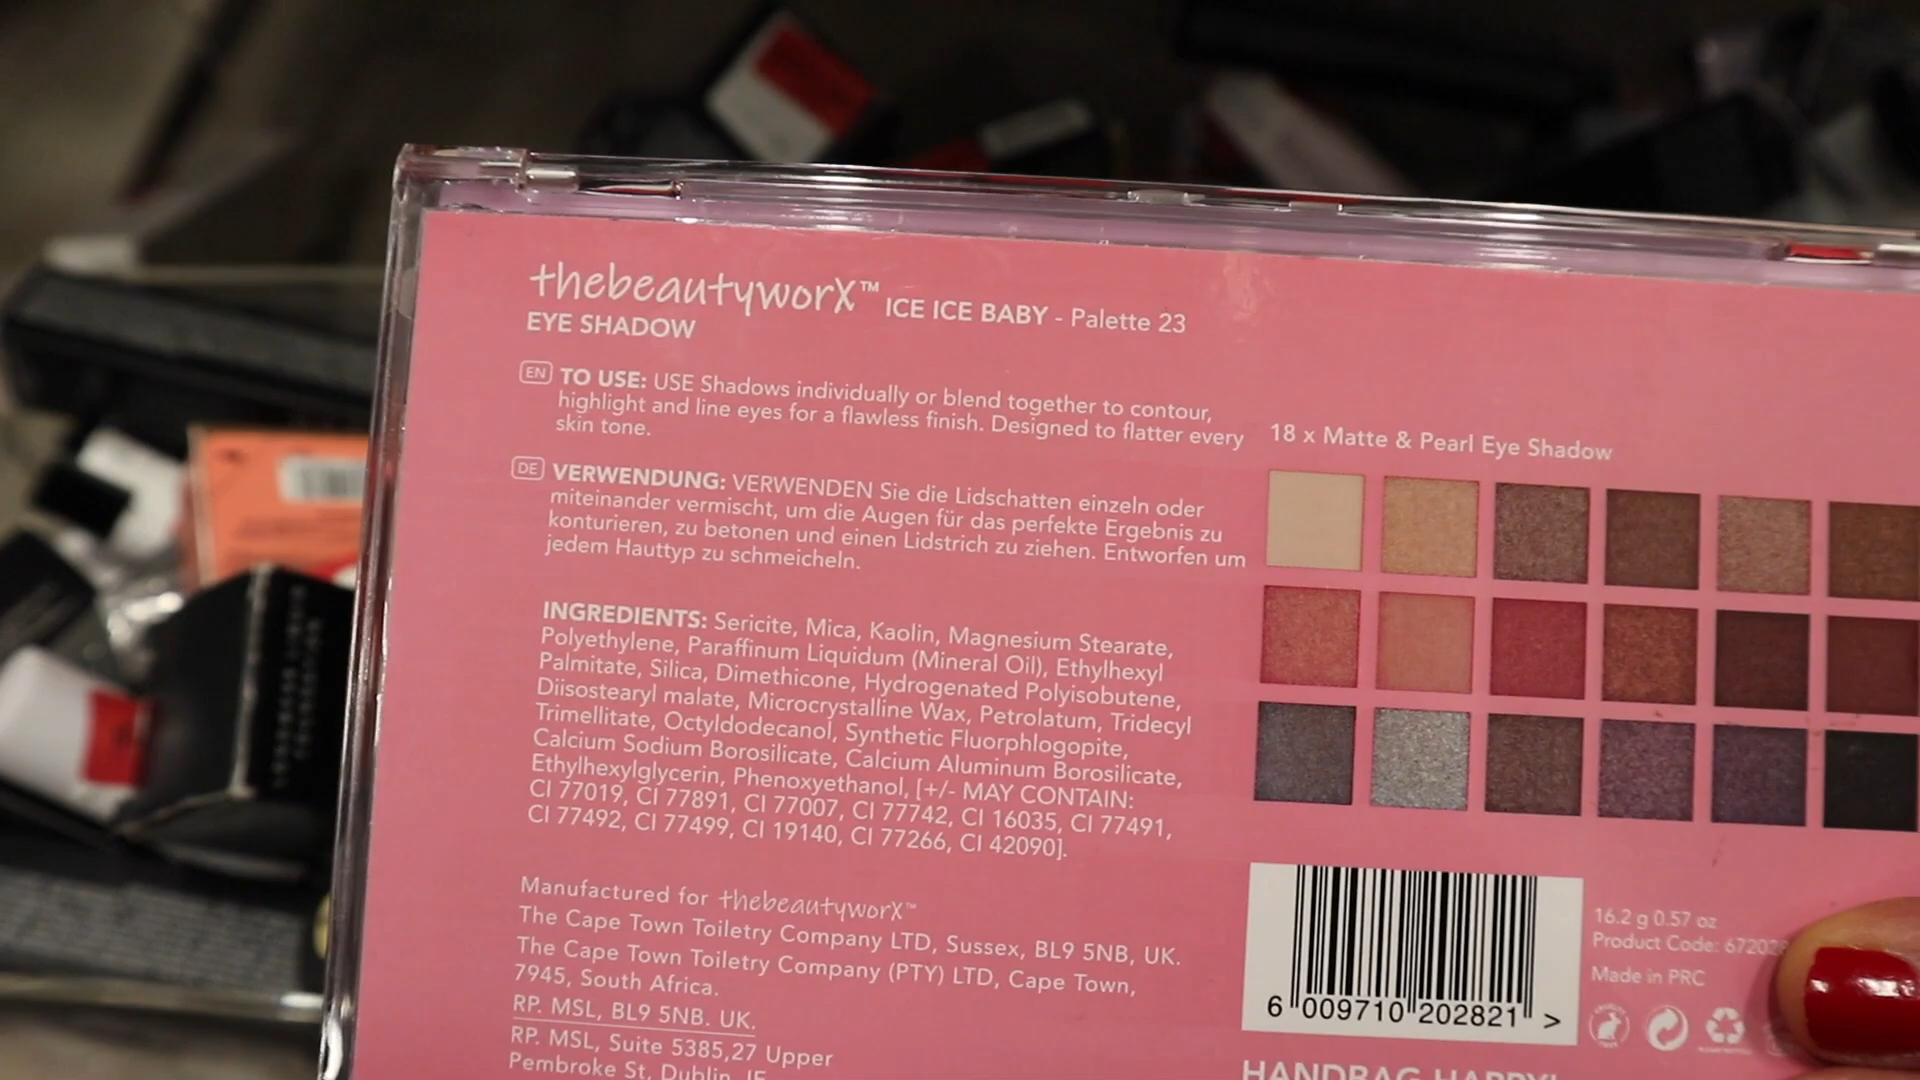 thebeautyworx™ ICE ICE BABY - Palette 23
EYE SHADOW
EN TO USE: USE Shadows individually or blend together to contour,
highlight and line eyes for a flawless finish. Designed to flatter every
skin tone.
DE VERWENDUNG: VERWENDEN Sie die Lidschatten einzeln oder
miteinander vermischt, um die Augen für das perfekte Ergebnis zu
konturieren, zu betonen und einen Lidstrich zu ziehen. Entworfen um
jedem Hauttyp zu schmeicheln.
INGREDIENTS: Sericite, Mica, Kaolin, Magnesium Stearate,
Polyethylene, Paraffinum Liquidum (Mineral Oil), Ethylhexyl
Palmitate, Silica, Dimethicone, Hydrogenated Polyisobutene,
Diisostearyl malate, Microcrystalline Wax, Petrolatum, Tridecyl
Trimellitate, Octyldodecanol, Synthetic Fluorphlogopite,
Calcium Sodium Borosilicate, Calcium Aluminum Borosilicate,
Ethylhexylglycerin, Phenoxyethanol, [+/- MAY CONTAIN:
CI 77019, CI 77891, CI 77007, CI 77742, CI 16035, CI 77491,
CI 77492, CI 77499, CI 19140, CI 77266, CI 42090].
Manufactured for thebeautyworx™
The Cape Town Toiletry Company LTD, Sussex, BL9 5NB, UK.
The Cape Town Toiletry Company (PTY) LTD, Cape Town,
7945, South Africa.
RP. MSL, BL9 5NB. UK.
RP. MSL, Suite 5385,27 Upper
Pembroke St, Dublin, IE
18 x Matte & Pearl Eye Shadow
6 009710 202821 >
16.2 g 0.57 oz
Product Code: 672028
Made in PRC
HANDBAG HAPPY!